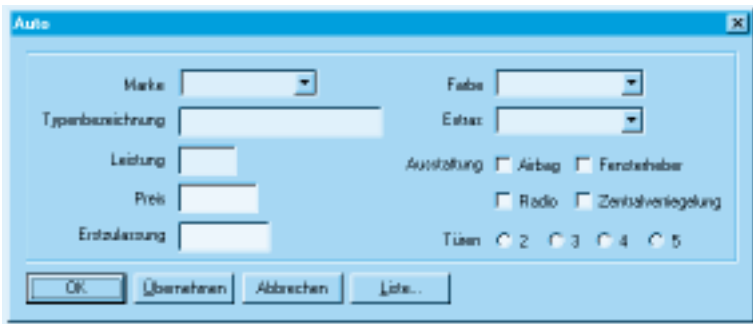 Auto
Marke
Farbe
Typenbezeichnung
Extras
Leistung
Ausstattung Airbag Fensterheber
Preis
Radio Zentralverriegelung
Erstzulassung
Türen 2 3 4 5
OK Übernehmen Abbrechen Liste...